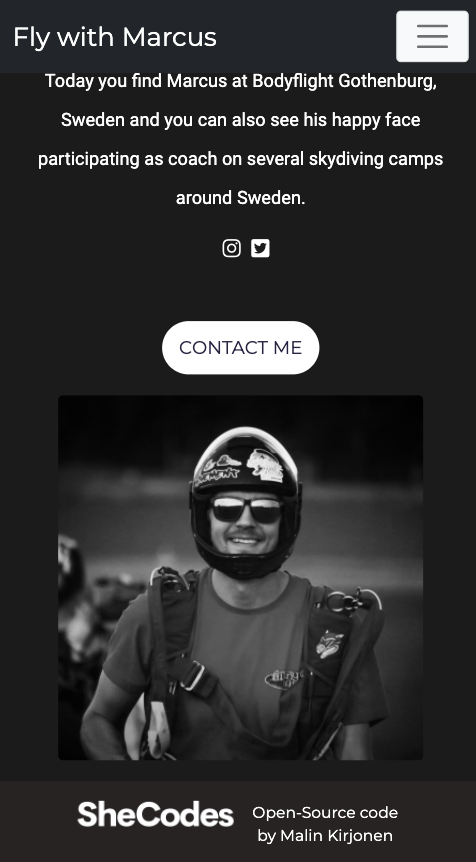 Fly with Marcus
Today you find Marcus at Bodyflight Gothenburg,
Sweden and you can also see his happy face
participating as coach on several skydiving camps
around Sweden.
CONTACT ME
SheCodes
Open-Source code
by Malin Kirjonen